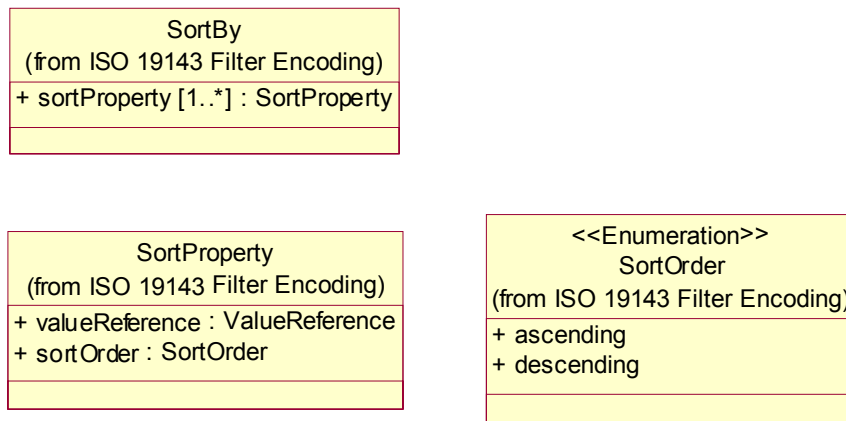 SortBy
(from ISO 19143 Filter Encoding)
+ sortProperty [1..*] : SortProperty
SortProperty
(from ISO 19143 Filter Encoding)
+ valueReference : ValueReference
+ sortOrder : SortOrder
<<Enumeration>>
SortOrder
(from ISO 19143 Filter Encoding)
+ ascending
+ descending